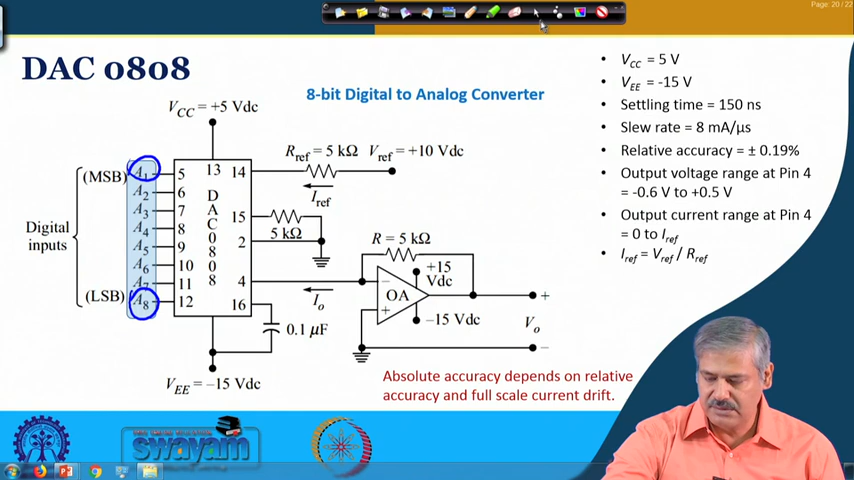 Page: 20 / 22
DAC 0808
8-bit Digital to Analog Converter
V_CC = +5 Vdc
R_ref = 5 kΩ V_ref = +10 Vdc
I_ref
(MSB)
A1
A2
A3
A4
A5
A6
A7
A8
(LSB)
Digital
inputs
5
6
7
8
9
10
11
12
13
14
15
2
4
16
DAC0808
5 kΩ
R = 5 kΩ
+15
Vdc
OA
−
+
–15 Vdc
I_o
0.1 µF
+
V_o
−
V_EE = –15 Vdc
• V_CC = 5 V
• V_EE = -15 V
• Settling time = 150 ns
• Slew rate = 8 mA/µs
• Relative accuracy = ± 0.19%
• Output voltage range at Pin 4
= -0.6 V to +0.5 V
• Output current range at Pin 4
= 0 to I_ref
• I_ref = V_ref / R_ref
Absolute accuracy depends on relative
accuracy and full scale current drift.
swayam